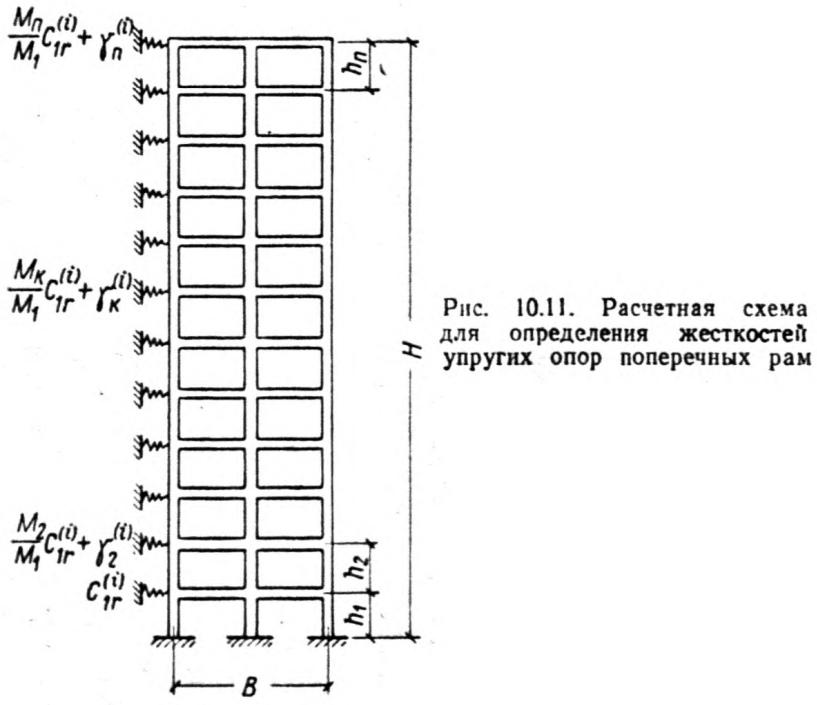 Mп/M₁ C₁r⁽ⁱ⁾ + γп⁽ⁱ⁾
hп
Mк/M₁ C₁r⁽ⁱ⁾ + γк⁽ⁱ⁾
H
Рис. 10.11. Расчетная схема
для определения жесткостей
упругих опор поперечных рам
M₂/M₁ C₁r⁽ⁱ⁾ + γ₂⁽ⁱ⁾
h₂
C₁r⁽ⁱ⁾
h₁
B